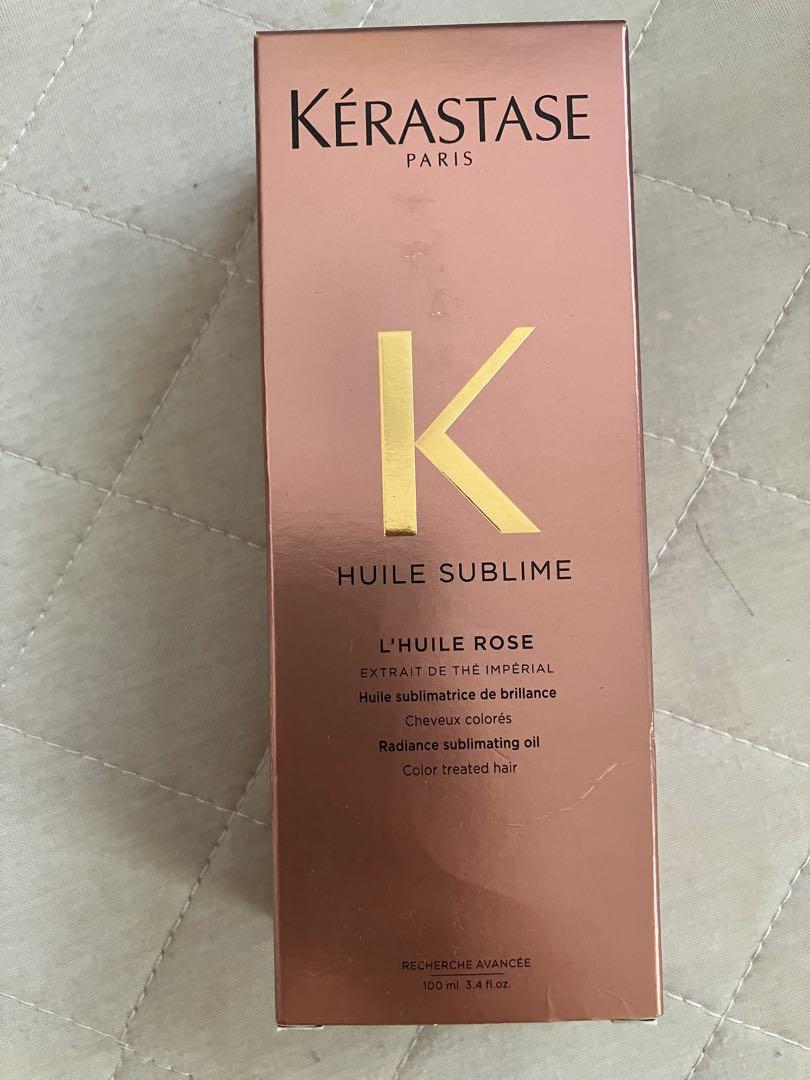 KÉRASTASE
PARIS
K
HUILE SUBLIME
L'HUILE ROSE
EXTRAIT DE THÉ IMPÉRIAL
Huile sublimatrice de brillance
Cheveux colorés
Radiance sublimating oil
Color treated hair
RECHERCHE AVANCÉE
100 ml 3.4 fl.oz.